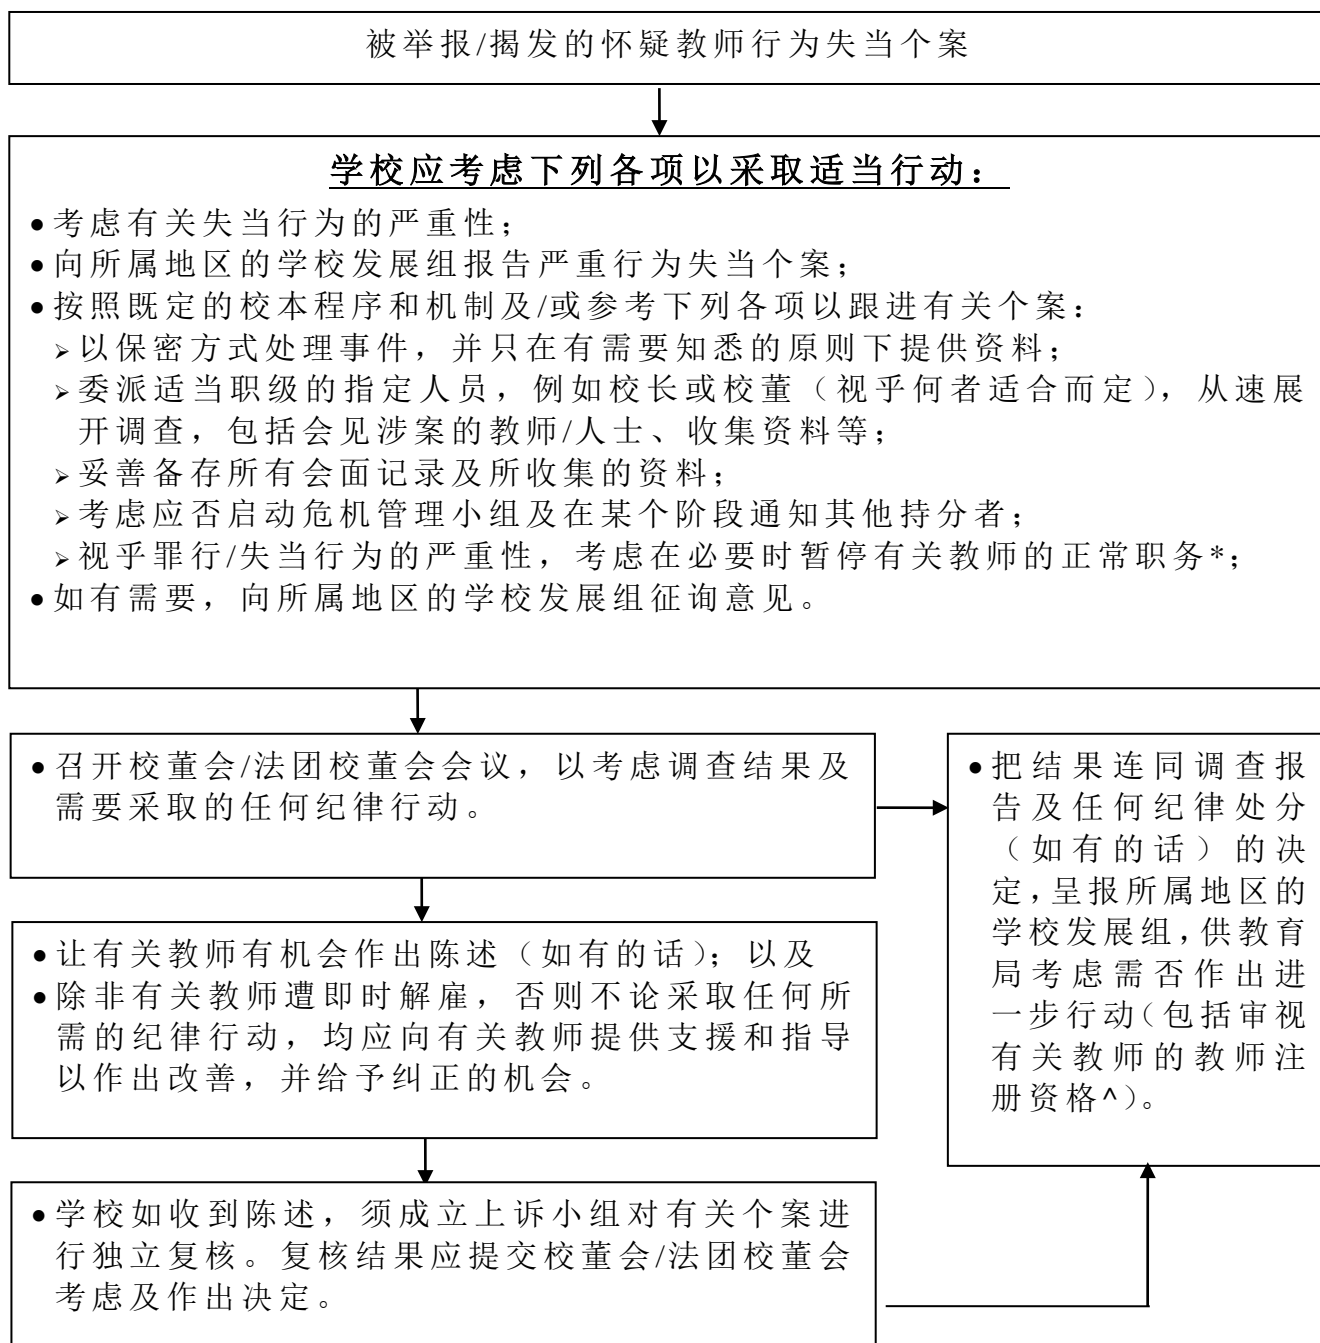 被举报/揭发的怀疑教师行为失当个案
学校应考虑下列各项以采取适当行动：
•考虑有关失当行为的严重性；
•向所属地区的学校发展组报告严重行为失当个案；
•按照既定的校本程序和机制及/或参考下列各项以跟进有关个案：
➢以保密方式处理事件，并只在有需要知悉的原则下提供资料；
➢委派适当职级的指定人员，例如校长或校董（视乎何者适合而定），从速展
开调查，包括会见涉案的教师/人士、收集资料等；
➢妥善备存所有会面记录及所收集的资料；
➢考虑应否启动危机管理小组及在某个阶段通知其他持分者；
➢视乎罪行/失当行为的严重性，考虑在必要时暂停有关教师的正常职务*；
•如有需要，向所属地区的学校发展组征询意见。
•召开校董会/法团校董会会议，以考虑调查结果及
需要采取的任何纪律行动。
•让有关教师有机会作出陈述（如有的话）；以及
•除非有关教师遭即时解雇，否则不论采取任何所
需的纪律行动，均应向有关教师提供支援和指导
以作出改善，并给予纠正的机会。
•学校如收到陈述，须成立上诉小组对有关个案进
行独立复核。复核结果应提交校董会/法团校董会
考虑及作出决定。
•把结果连同调查报
告及任何纪律处分
（如有的话）的决
定，呈报所属地区的
学校发展组，供教育
局考虑需否作出进
一步行动（包括审视
有关教师的教师注
册资格^）。